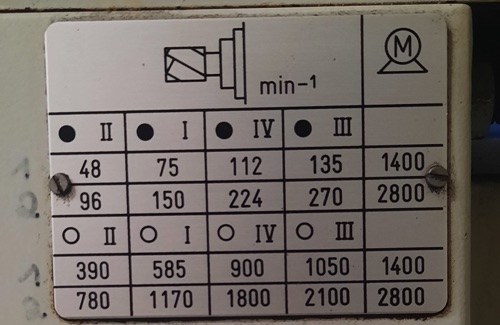 M
min-1
● II ● I ● IV ● III
1. 48 75 112 135 1400
2. 96 150 224 270 2800
○ II ○ I ○ IV ○ III
1. 390 585 900 1050 1400
2. 780 1170 1800 2100 2800